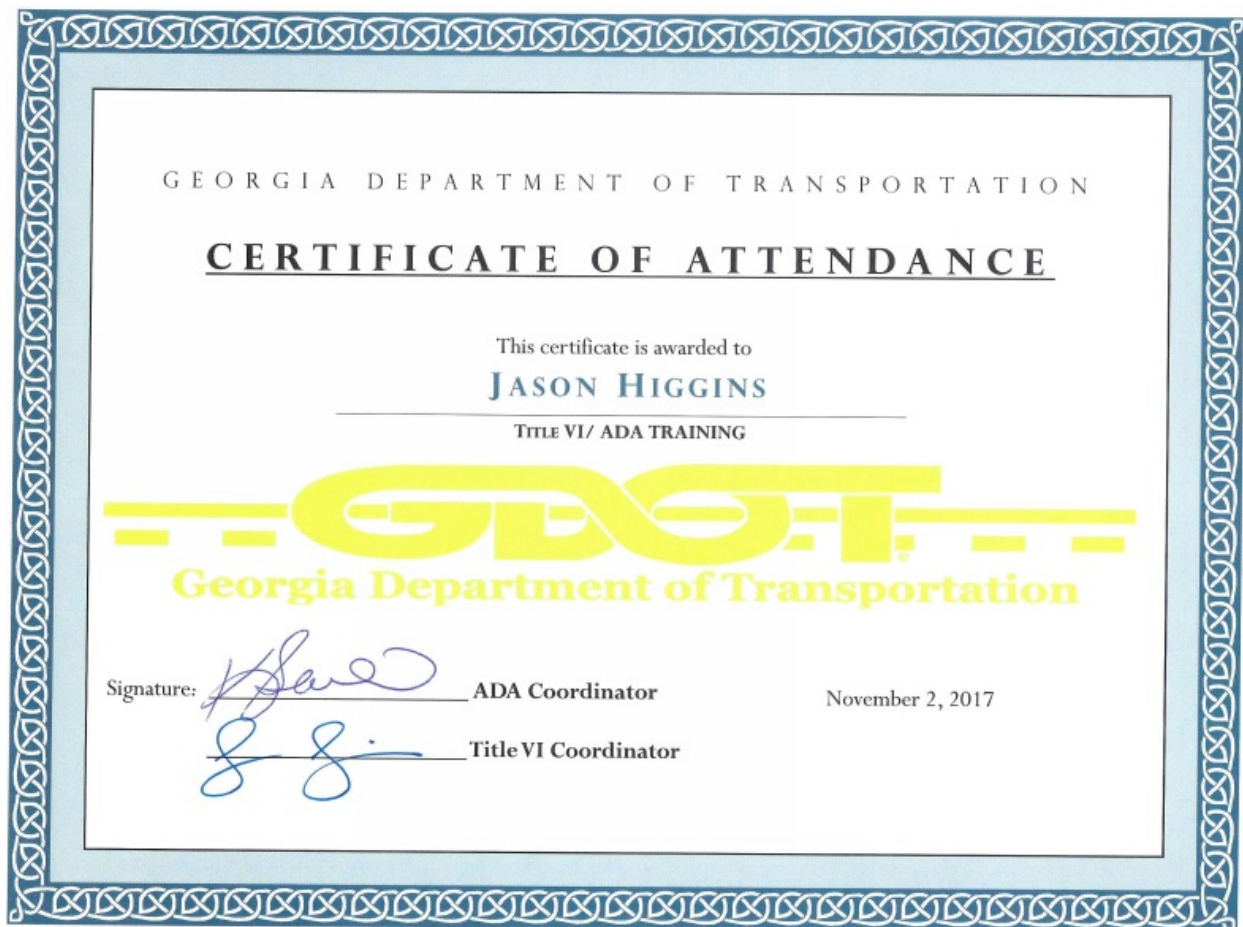 GEORGIA DEPARTMENT OF TRANSPORTATION
CERTIFICATE OF ATTENDANCE
This certificate is awarded to
JASON HIGGINS
TITLE VI/ ADA TRAINING
GDOT
Georgia Department of Transportation
Signature: ADA Coordinator
November 2, 2017
Title VI Coordinator